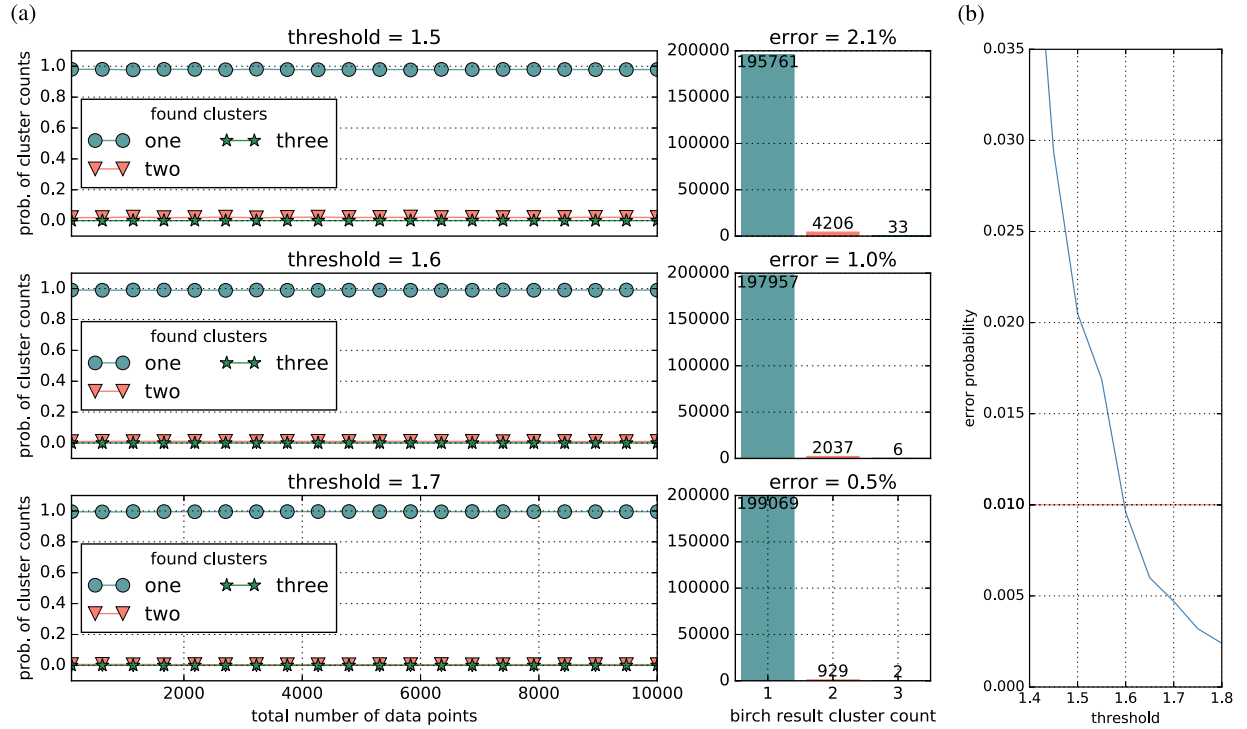 (a)
threshold = 1.5
prob. of cluster counts
1.0
0.8
0.6
0.4
0.2
0.0
found clusters
one
three
two
error = 2.1%
200000
150000
100000
50000
0
195761
4206
33
threshold = 1.6
prob. of cluster counts
1.0
0.8
0.6
0.4
0.2
0.0
found clusters
one
three
two
error = 1.0%
200000
150000
100000
50000
0
197957
2037
6
threshold = 1.7
prob. of cluster counts
1.0
0.8
0.6
0.4
0.2
0.0
found clusters
one
three
two
2000 4000 6000 8000 10000
total number of data points
error = 0.5%
200000
150000
100000
50000
0
199069
929
2
1 2 3
birch result cluster count
(b)
error probability
0.035
0.030
0.025
0.020
0.015
0.010
0.005
0.000
1.4 1.5 1.6 1.7 1.8
threshold